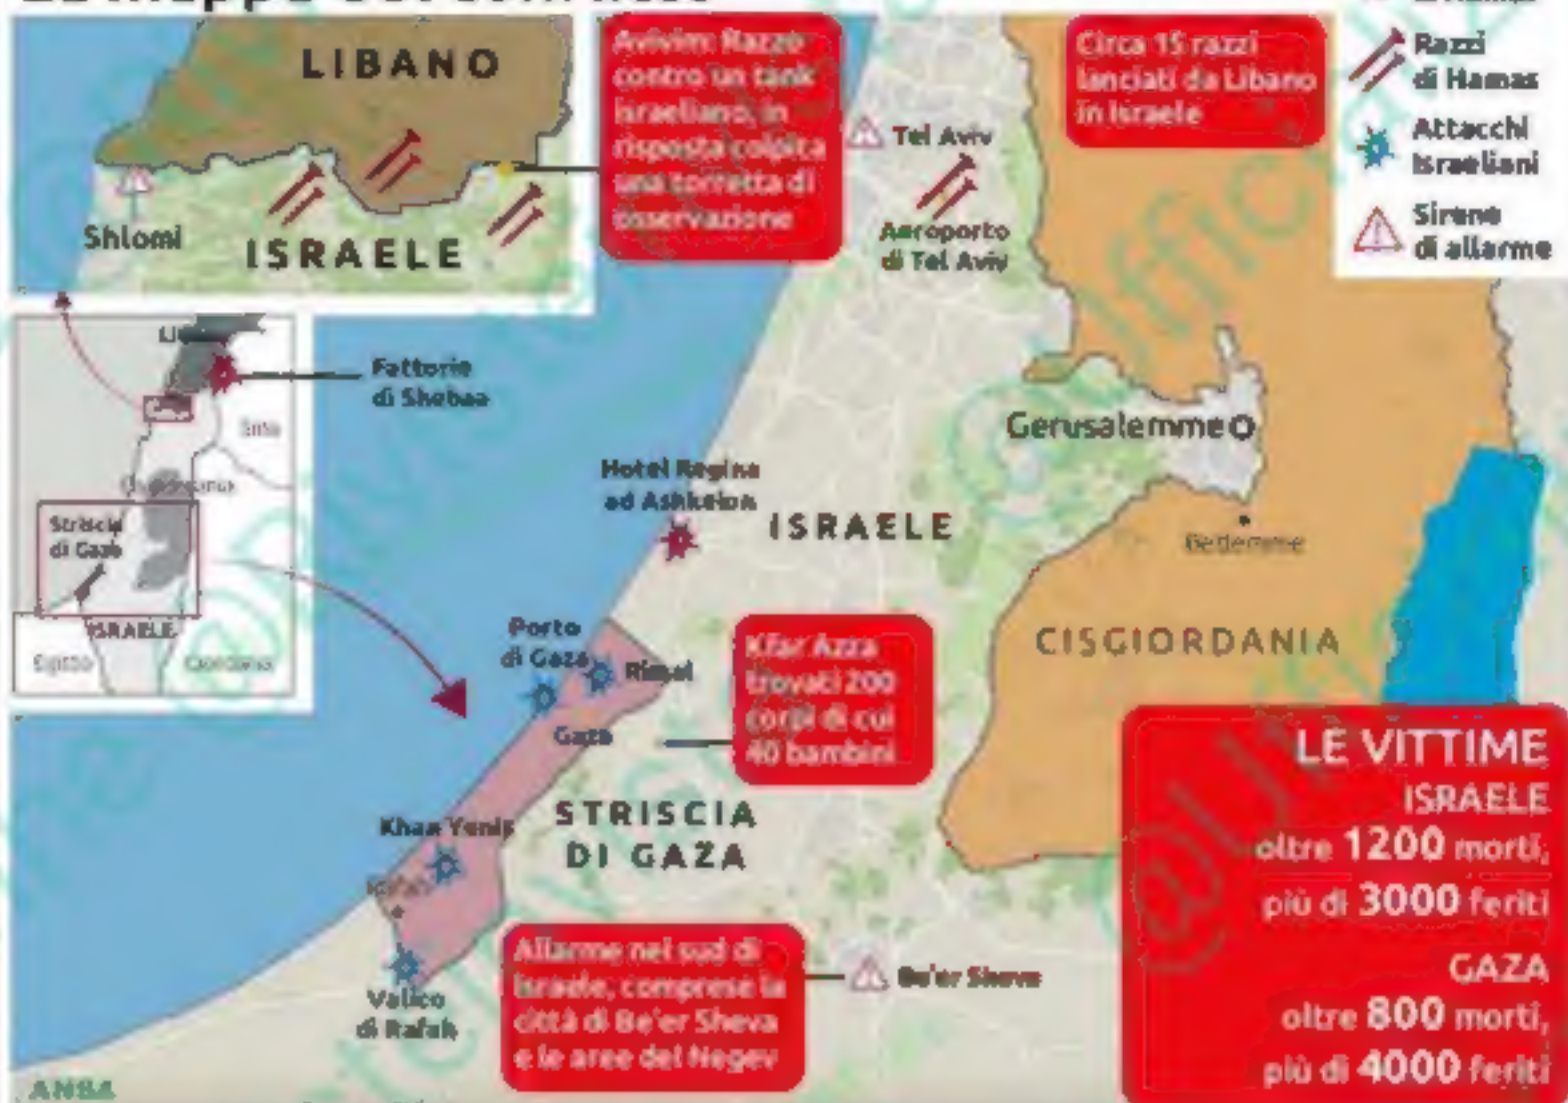 LIBANO
Shlomi
ISRAELE
Avivim: Razzo
contro un tank
israeliano, in
risposta colpita
una torretta di
osservazione
Tel Aviv
Aeroporto
di Tel Aviv
Circa 15 razzi
lanciati da Libano
in Israele
Razzi
di Hamas
Attacchi
Israeliani
Sirene
di allarme
Fattorie
di Shebaa
Siria
Striscia
di Gaza
ISRAELE
Egitto
Giordania
Hotel Regina
ad Ashkelon
ISRAELE
Gerusalemme
Betlemme
CISGIORDANIA
Porto
di Gaza
Rimal
Gaza
Kfar Azza
trovati 200
corpi di cui
40 bambini
STRISCIA
DI GAZA
Khan Yenis
Rafah
Valico
di Rafah
Allarme nel sud di
Israele, comprese la
città di Be'er Sheva
e le aree del Negev
Be'er Sheva
LE VITTIME
ISRAELE
oltre 1200 morti,
più di 3000 feriti
GAZA
oltre 800 morti,
più di 4000 feriti
ANSA